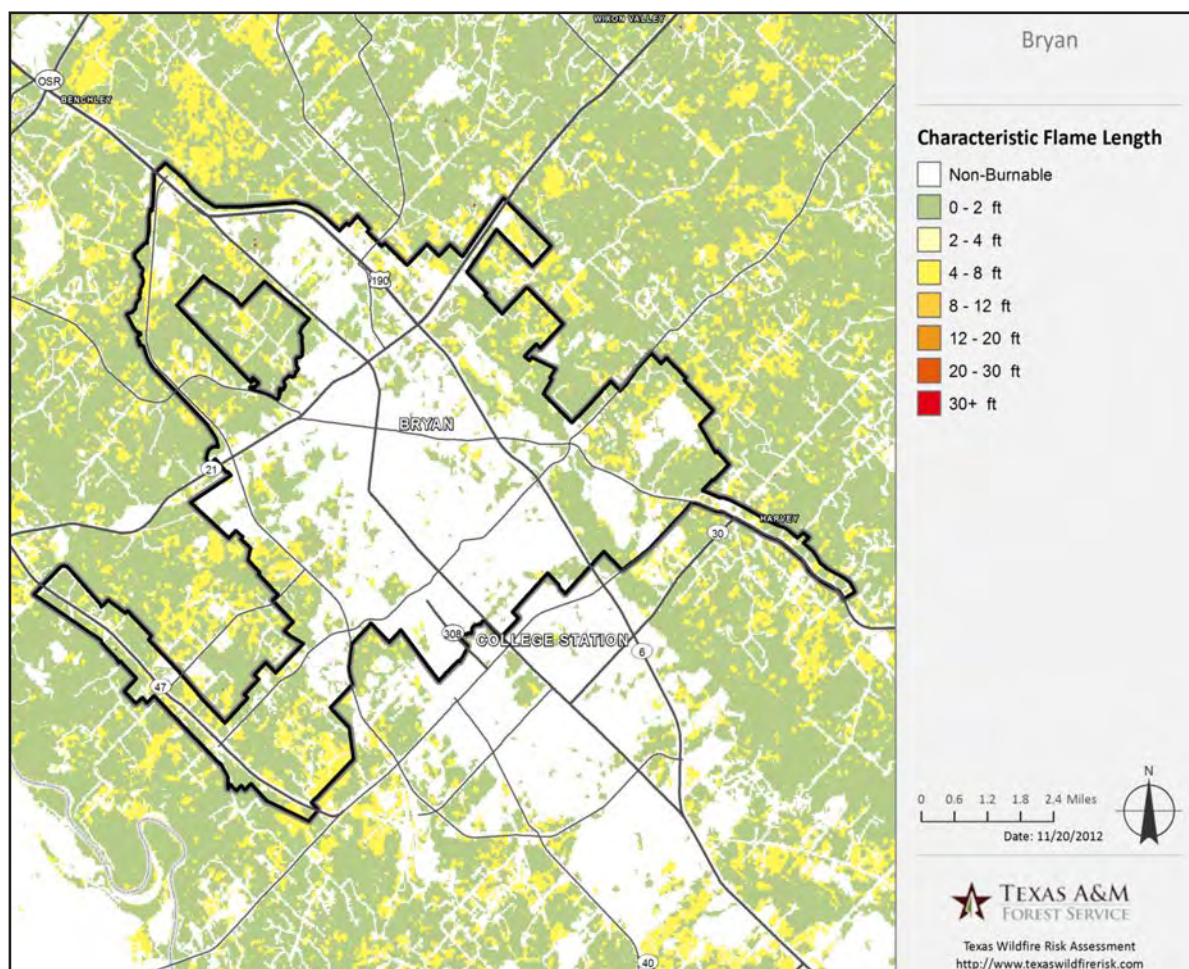 WIXON VALLEY
OSR
BENCHLEY
190
BRYAN
21
HARVEY
30
308
COLLEGE STATION
6
47
40
Bryan
Characteristic Flame Length
Non-Burnable
0 - 2 ft
2 - 4 ft
4 - 8 ft
8 - 12 ft
12 - 20 ft
20 - 30 ft
30+ ft
N
0 0.6 1.2 1.8 2.4 Miles
Date: 11/20/2012
TEXAS A&M
FOREST SERVICE
Texas Wildfire Risk Assessment
http://www.texaswildfirerisk.com